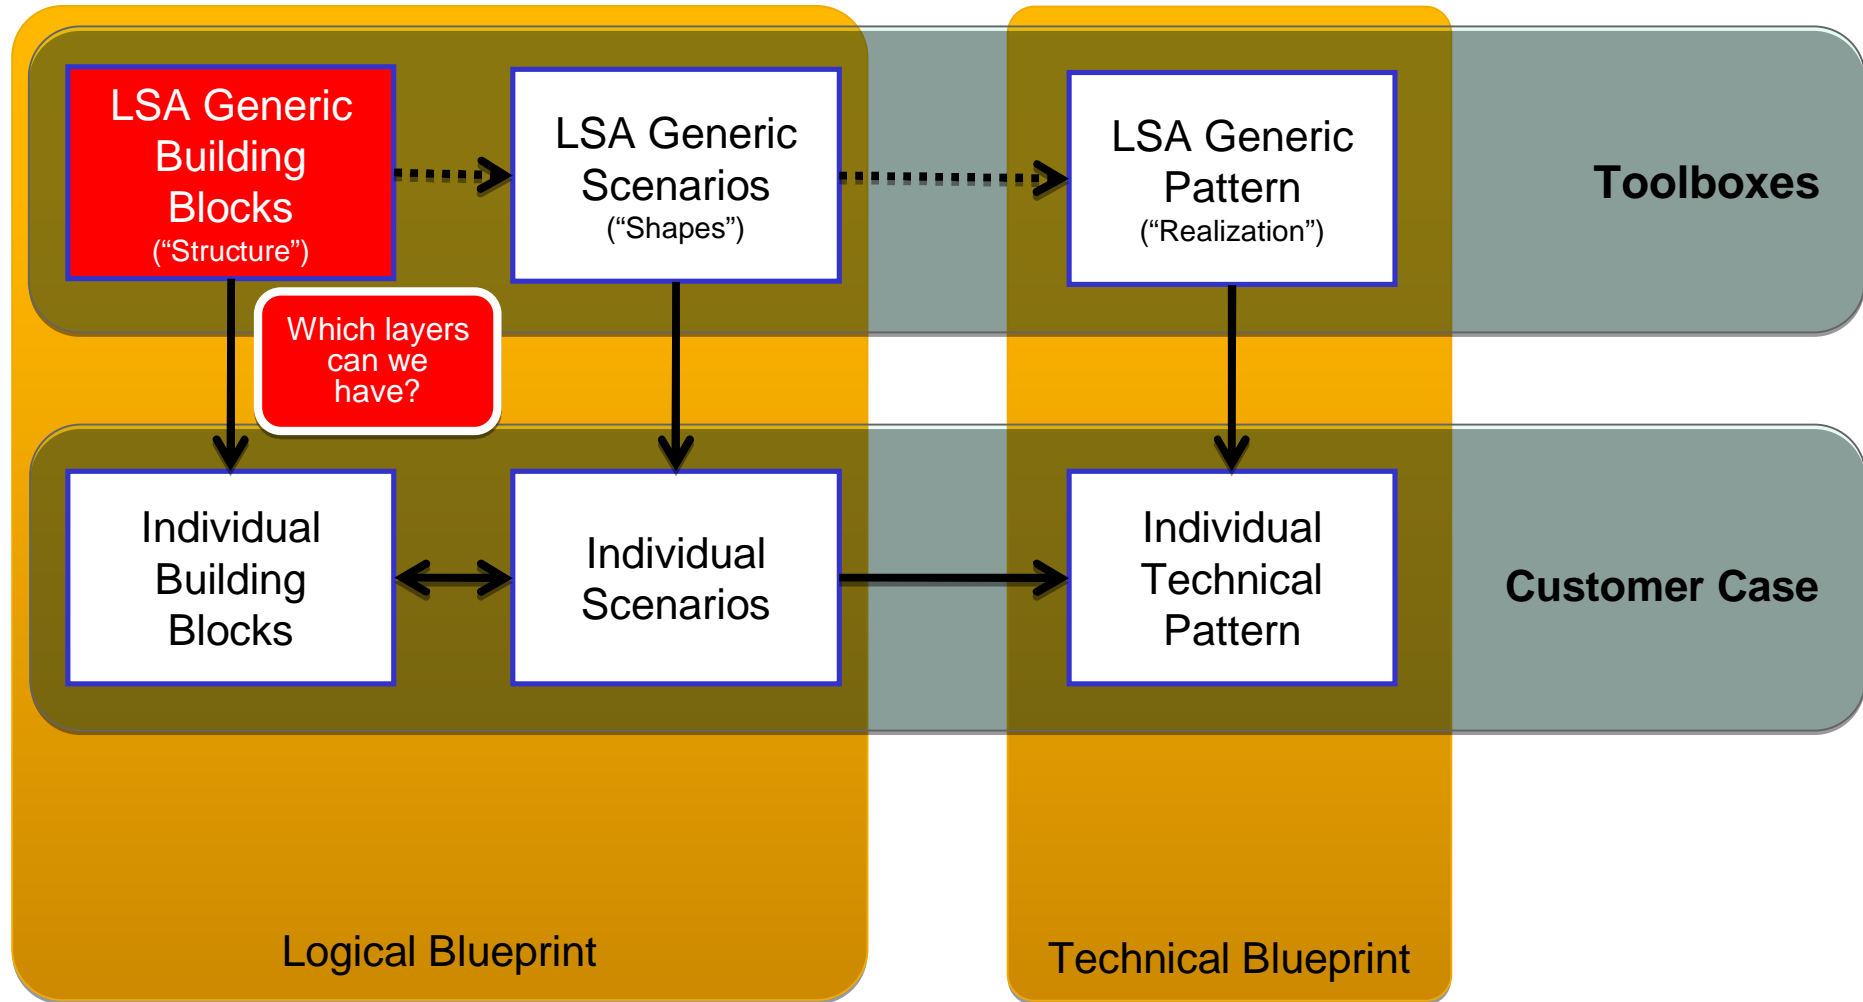 LSA Generic
Building
Blocks
(“Structure”)
LSA Generic
Scenarios
(“Shapes”)
LSA Generic
Pattern
(“Realization”)
Toolboxes
Which layers
can we
have?
Individual
Building
Blocks
Individual
Scenarios
Individual
Technical
Pattern
Customer Case
Logical Blueprint
Technical Blueprint